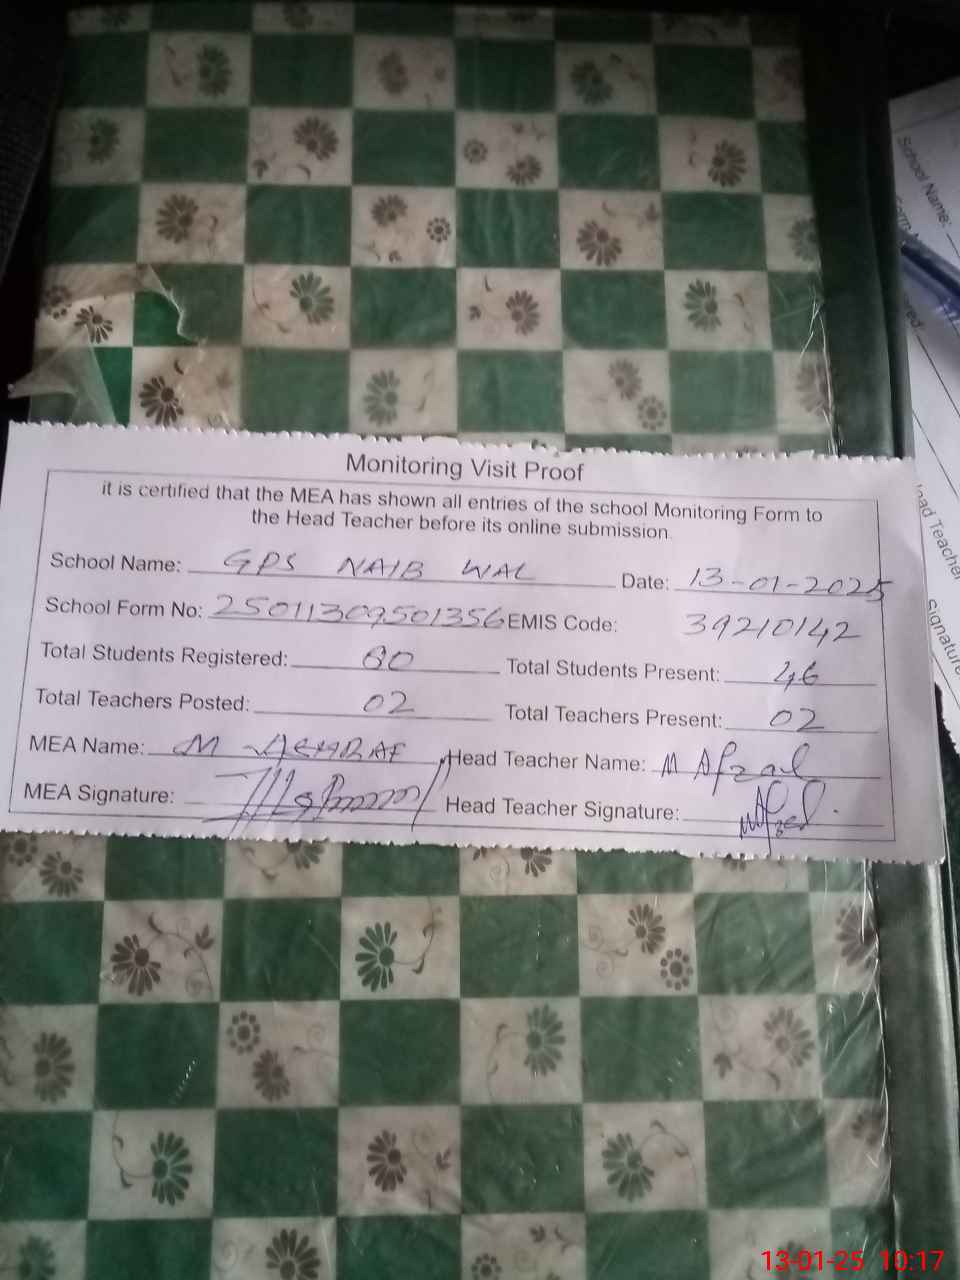 Monitoring Visit Proof
it is certified that the MEA has shown all entries of the school Monitoring Form to
the Head Teacher before its online submission.
School Name: GPS NAIB WAL Date: 13-01-2025
School Form No: 25011309501356 EMIS Code: 39210142
Total Students Registered: 80 Total Students Present: 46
Total Teachers Posted: 02 Total Teachers Present: 02
MEA Name: M ASHRAF Head Teacher Name: M Afzal
MEA Signature: Head Teacher Signature: M Afzal
School Name:
Head Teacher
Signature
13-01-25 10:17